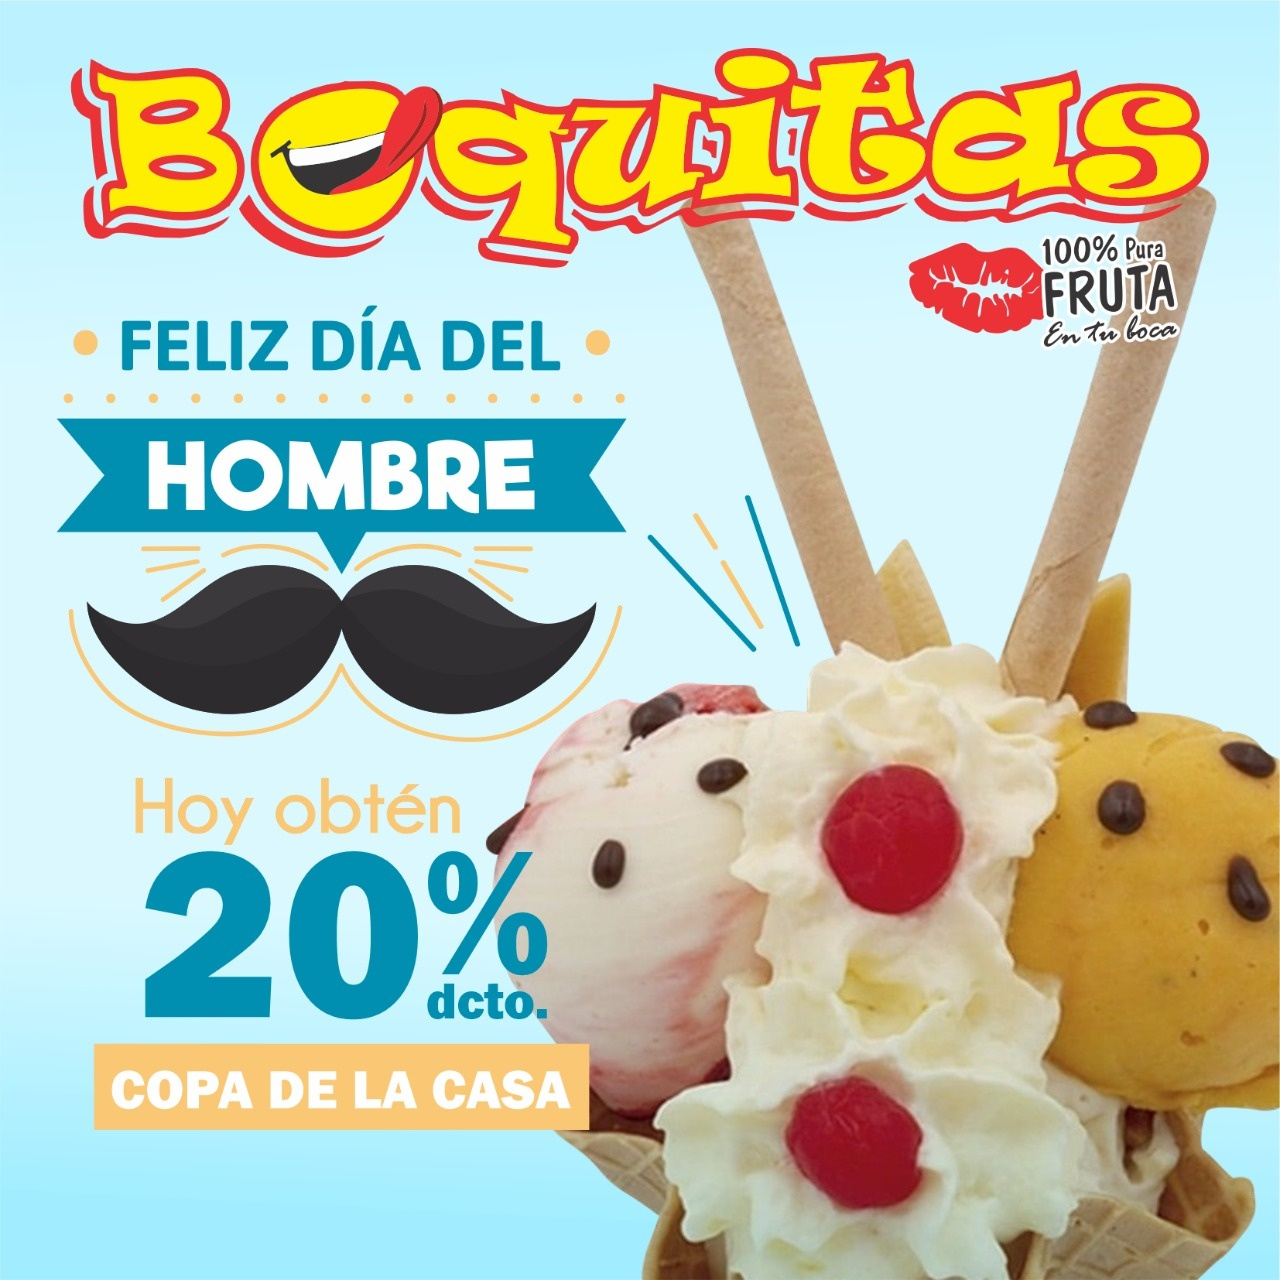 Boquitas
100% Pura
FRUTA
En tu boca
FELIZ DÍA DEL
HOMBRE
Hoy obtén
20%
dcto.
COPA DE LA CASA